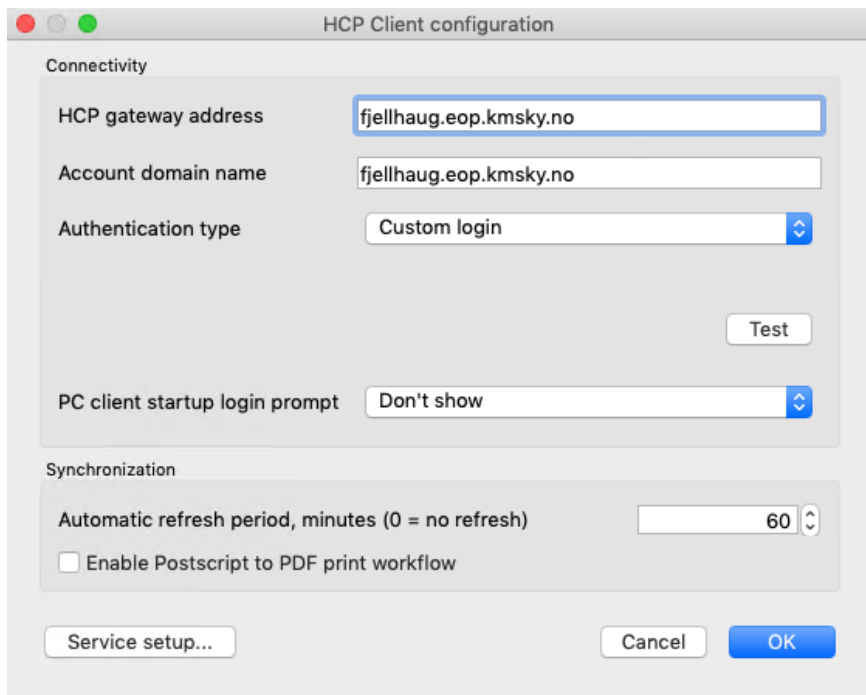 HCP Client configuration
Connectivity
HCP gateway address fjellhaug.eop.kmsky.no
Account domain name fjellhaug.eop.kmsky.no
Authentication type Custom login
Test
PC client startup login prompt Don't show
Synchronization
Automatic refresh period, minutes (0 = no refresh) 60
Enable Postscript to PDF print workflow
Service setup... Cancel OK